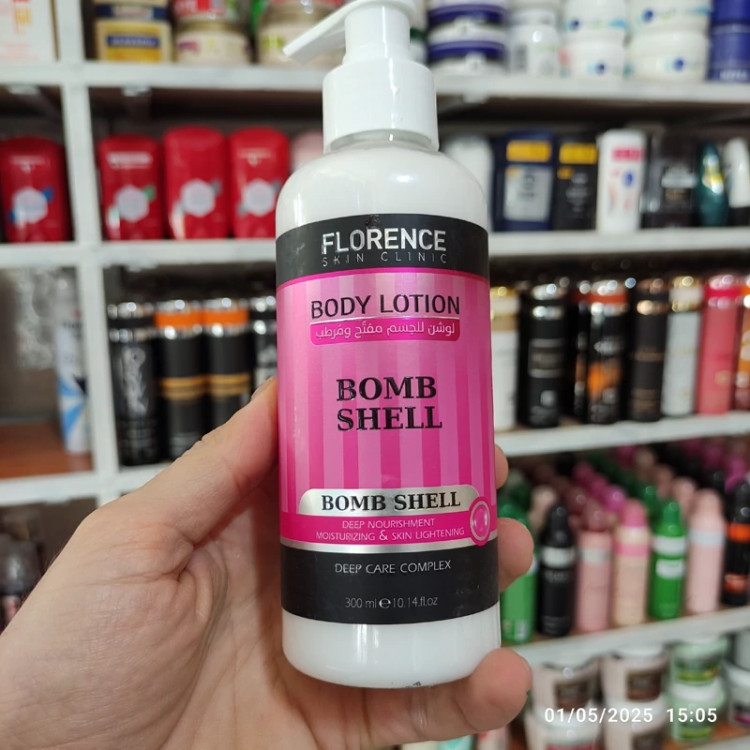 FLORENCE
SKIN CLINIC
BODY LOTION
لوشن للجسم مفتّح ومرطب
BOMB
SHELL
BOMB SHELL
DEEP NOURISHMENT
MOISTURIZING & SKIN LIGHTENING
DEEP CARE COMPLEX
300 ml ℮ 10.14.fl.oz
01/05/2025 15:05